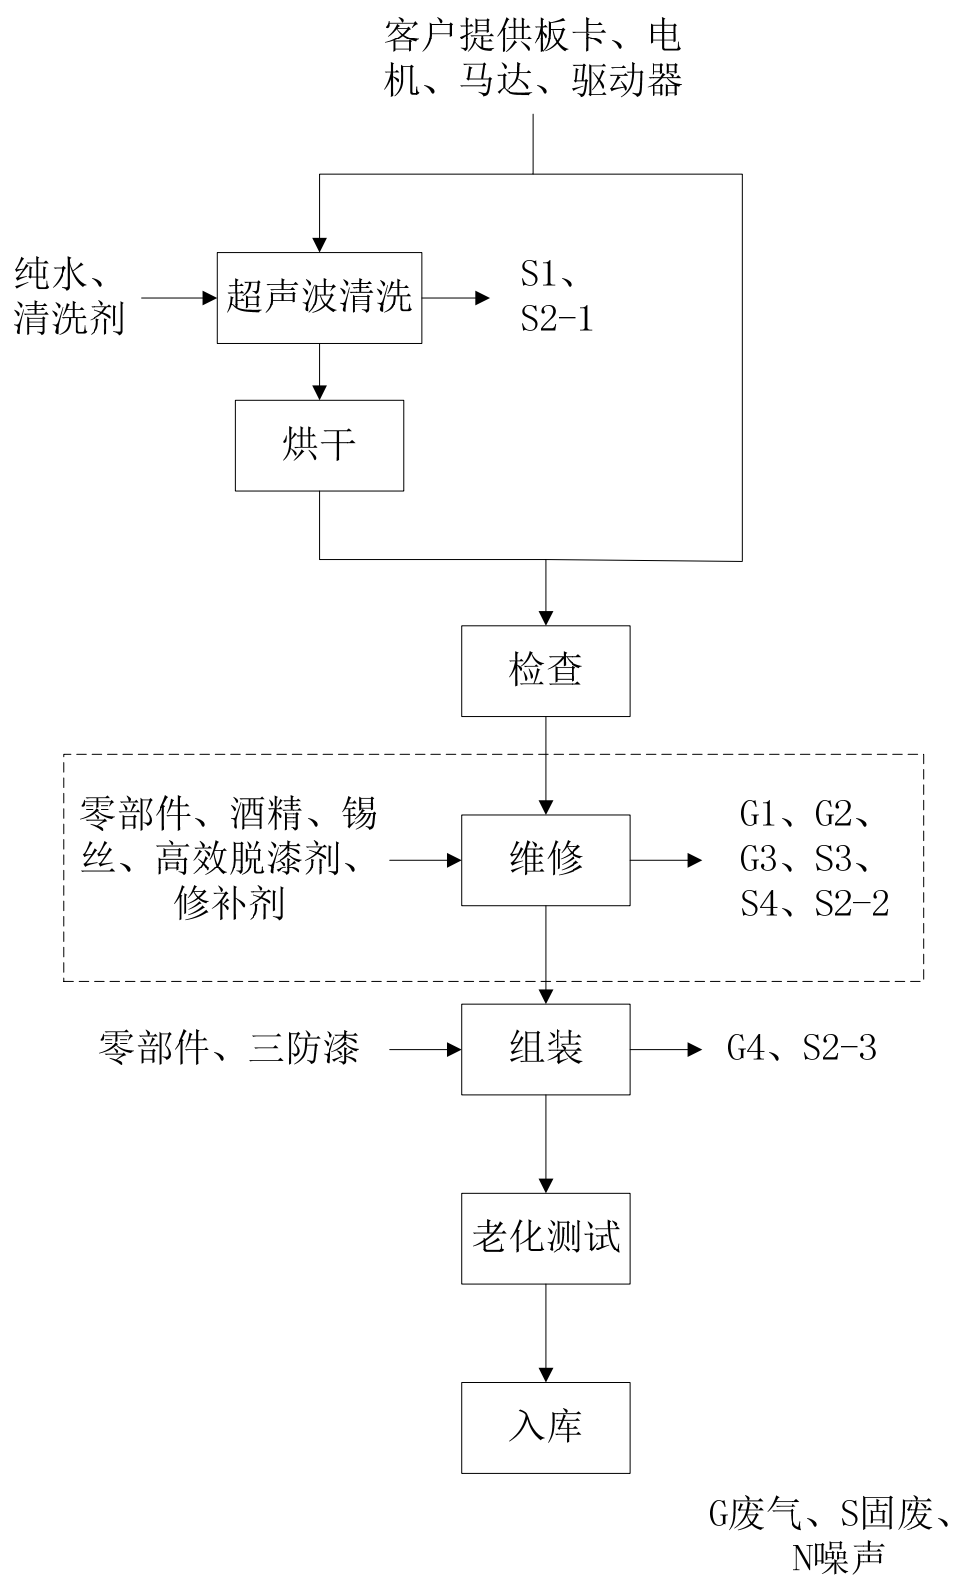 客户提供板卡、电
机、马达、驱动器
纯水、
清洗剂
超声波清洗
S1、
S2-1
烘干
检查
零部件、酒精、锡
丝、高效脱漆剂、
修补剂
维修
G1、G2、
G3、S3、
S4、S2-2
零部件、三防漆
组装
G4、S2-3
老化测试
入库
G废气、S固废、
N噪声